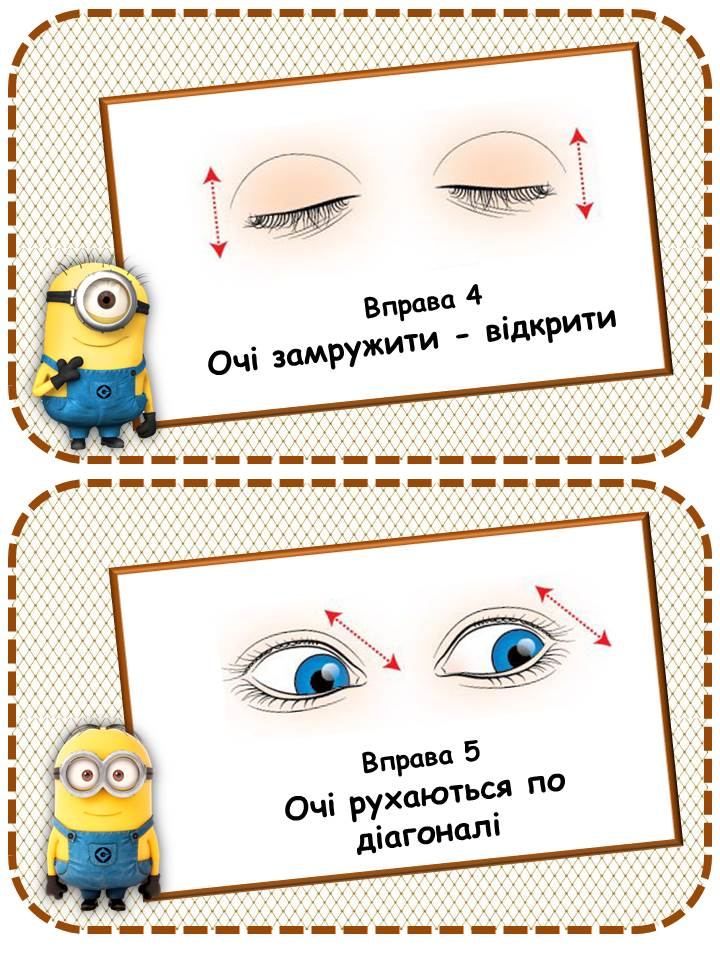 Вправа 4
Очі замружити - відкрити
Вправа 5
Очі рухаються по
діагоналі